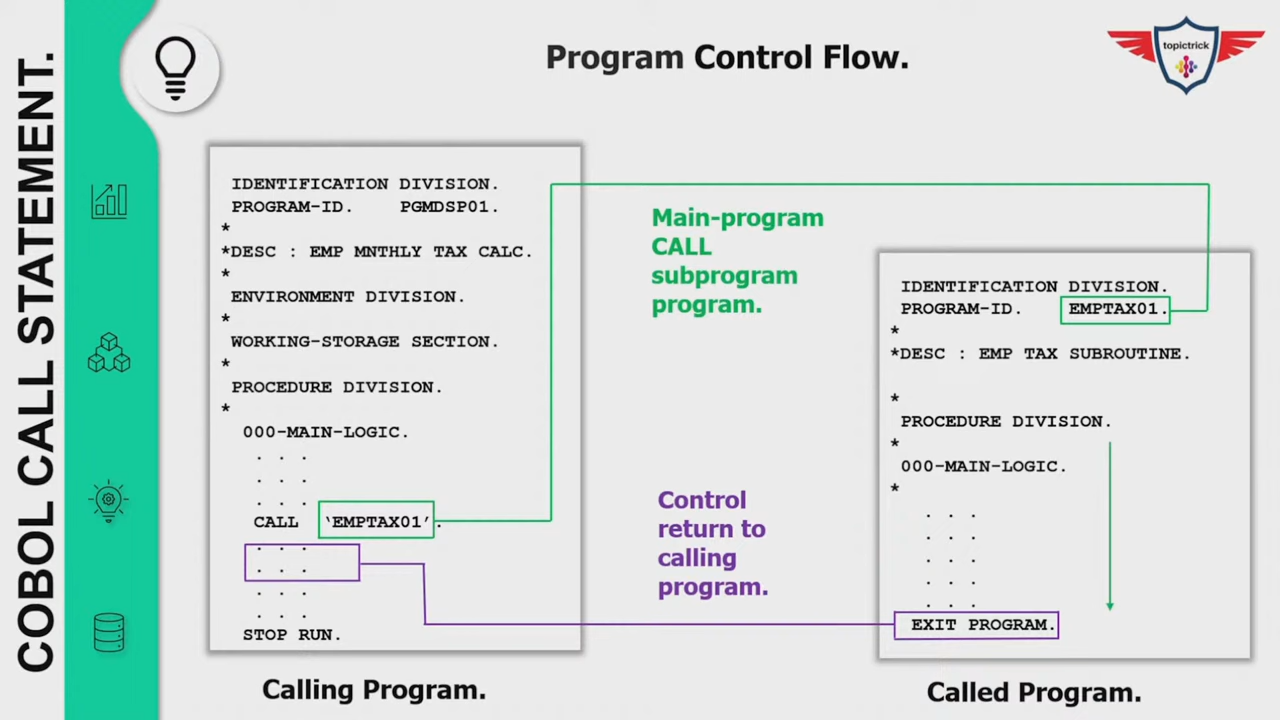 COBOL CALL STATEMENT.
Program Control Flow.
topictrick
IDENTIFICATION DIVISION.
PROGRAM-ID. PGMDSP01.
*
*DESC : EMP MNTHLY TAX CALC.
*
ENVIRONMENT DIVISION.
*
WORKING-STORAGE SECTION.
*
PROCEDURE DIVISION.
*
000-MAIN-LOGIC.
. . .
. . .
. . .
CALL ‘EMPTAX01’.
. . .
. . .
. . .
. . .
STOP RUN.
Calling Program.
Main-program
CALL
subprogram
program.
Control
return to
calling
program.
IDENTIFICATION DIVISION.
PROGRAM-ID. EMPTAX01.
*
*DESC : EMP TAX SUBROUTINE.
*
PROCEDURE DIVISION.
*
000-MAIN-LOGIC.
*
. . .
. . .
. . .
. . .
. . .
EXIT PROGRAM.
Called Program.